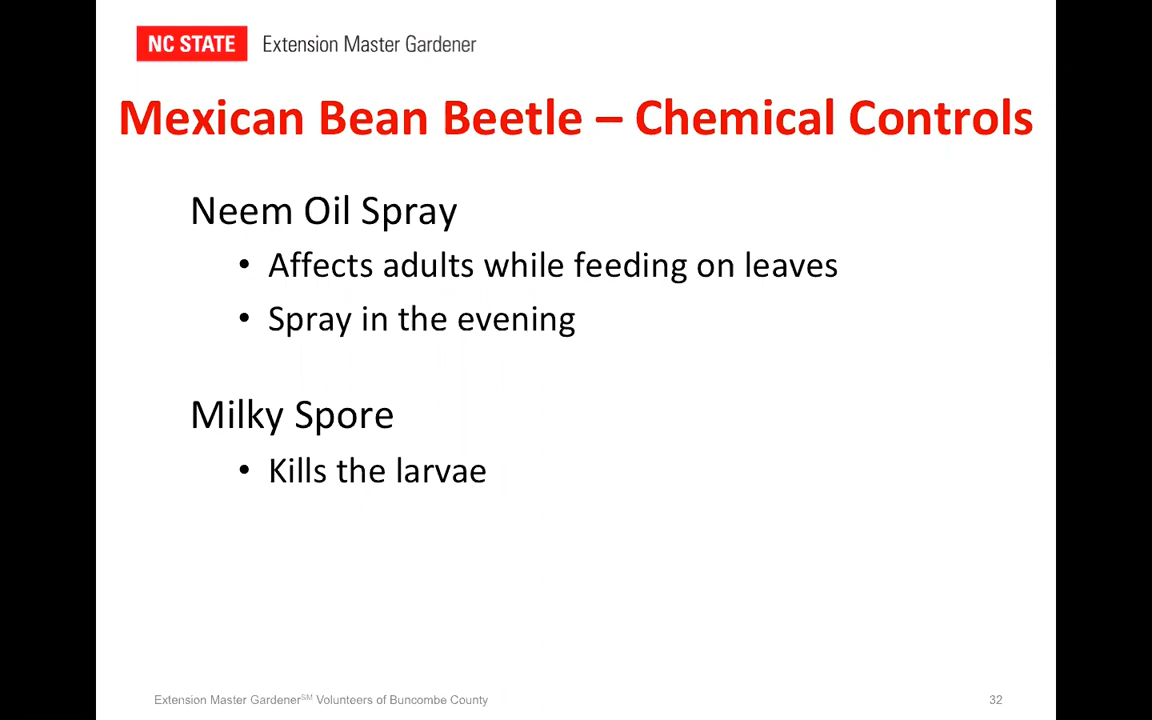 NC STATE Extension Master Gardener
Mexican Bean Beetle – Chemical Controls
Neem Oil Spray
• Affects adults while feeding on leaves
• Spray in the evening
Milky Spore
• Kills the larvae
Extension Master Gardener℠ Volunteers of Buncombe County 32